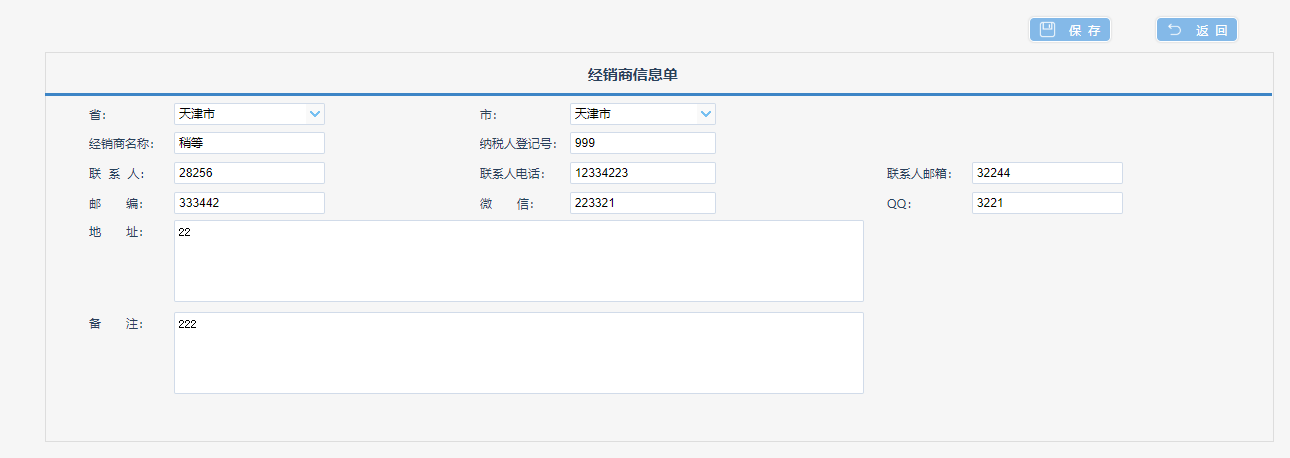 保 存 返 回
经销商信息单
省: 天津市 市: 天津市
经销商名称: 稍等 纳税人登记号: 999
联 系 人: 28256 联系人电话: 12334223 联系人邮箱: 32244
邮 编: 333442 微 信: 223321 QQ: 3221
地 址: 22
备 注: 222